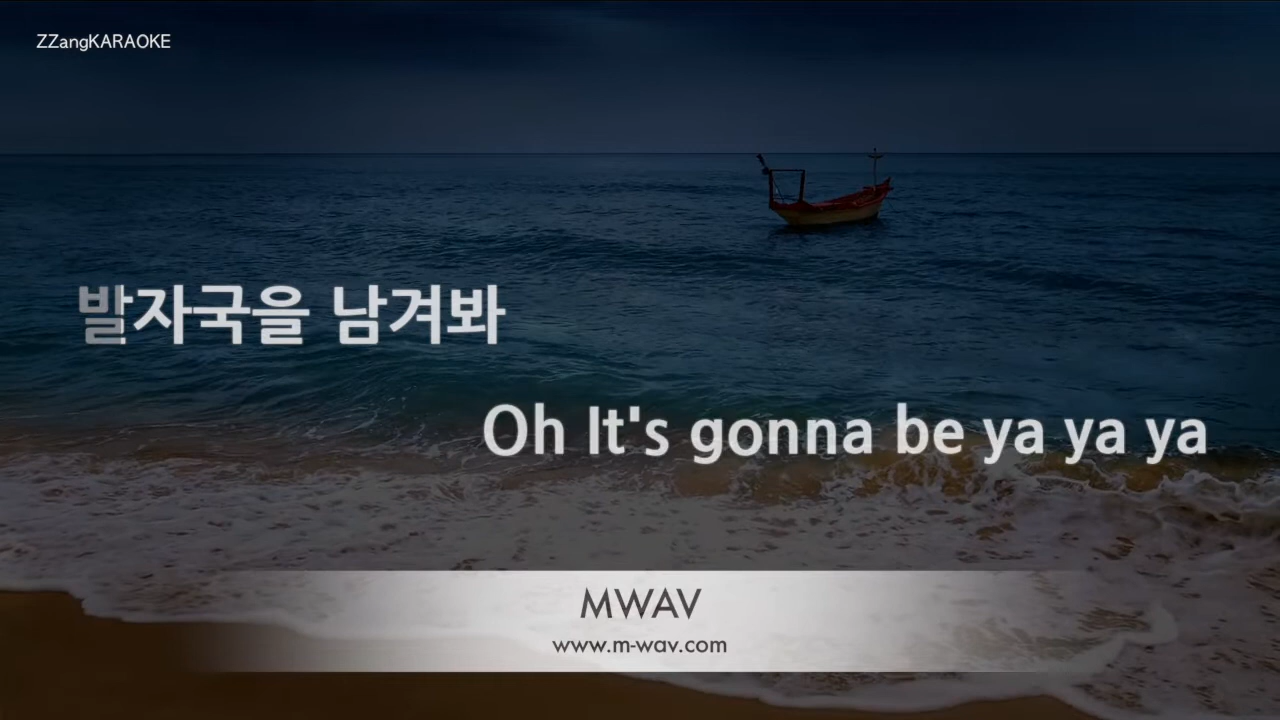 ZZangKARAOKE
발자국을 남겨봐
Oh It's gonna be ya ya ya
MWAV
www.m-wav.com